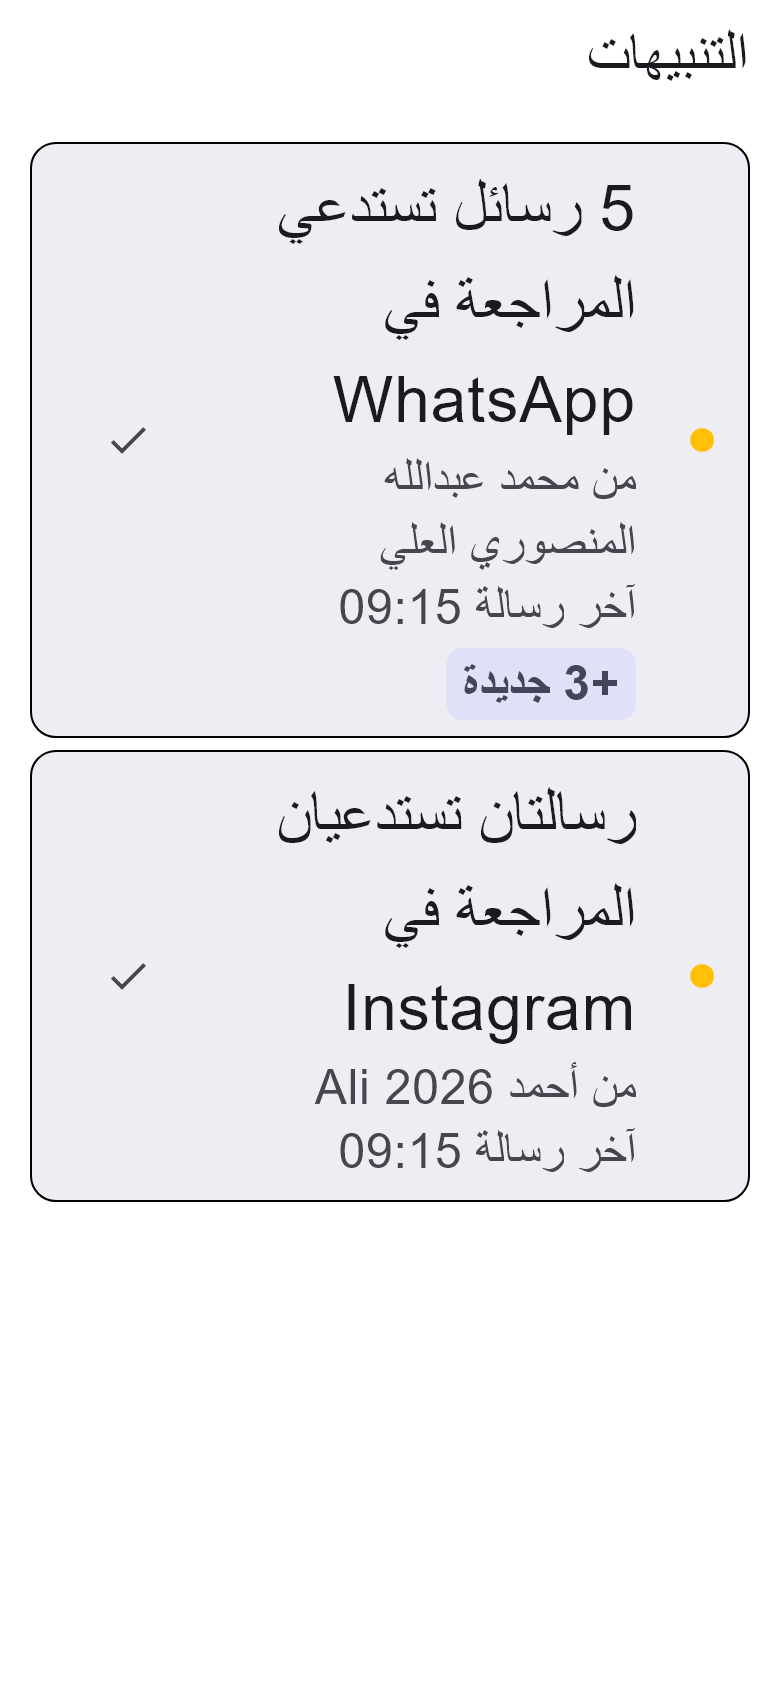 التنبيهات
5 رسائل تستدعي
المراجعة في
WhatsApp
من محمد عبدالله
المنصوري العلي
آخر رسالة 09:15
+3 جديدة
رسالتان تستدعيان
المراجعة في
Instagram
من أحمد Ali 2026
آخر رسالة 09:15